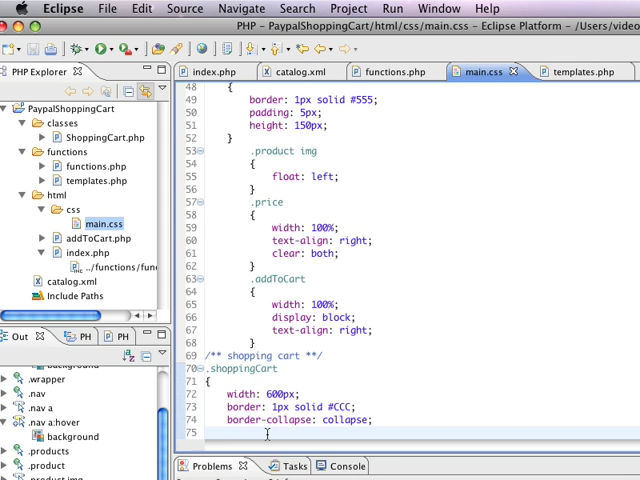 Eclipse File Edit Source Navigate Search Project Run Window Help
PHP - PaypalShoppingCart/html/css/main.css - Eclipse Platform - /Users/video
PHP Explorer
index.php catalog.xml functions.php main.css templates.php
PaypalShoppingCart
classes
ShoppingCart.php
functions
functions.php
templates.php
html
css
main.css
addToCart.php
index.php
../functions/fun
catalog.xml
Include Paths
Out PH PH
.wrapper
.nav
.nav a
.nav a:hover
background
.products
.product
48 {
49 border: 1px solid #555;
50 padding: 5px;
51 height: 150px;
52 }
53 .product img
54 {
55 float: left;
56 }
57 .price
58 {
59 width: 100%;
60 text-align: right;
61 clear: both;
62 }
63 .addToCart
64 {
65 width: 100%;
66 display: block;
67 text-align: right;
68 }
69 /** shopping cart **/
70 .shoppingCart
71 {
72 width: 600px;
73 border: 1px solid #CCC;
74 border-collapse: collapse;
75
Problems Tasks Console